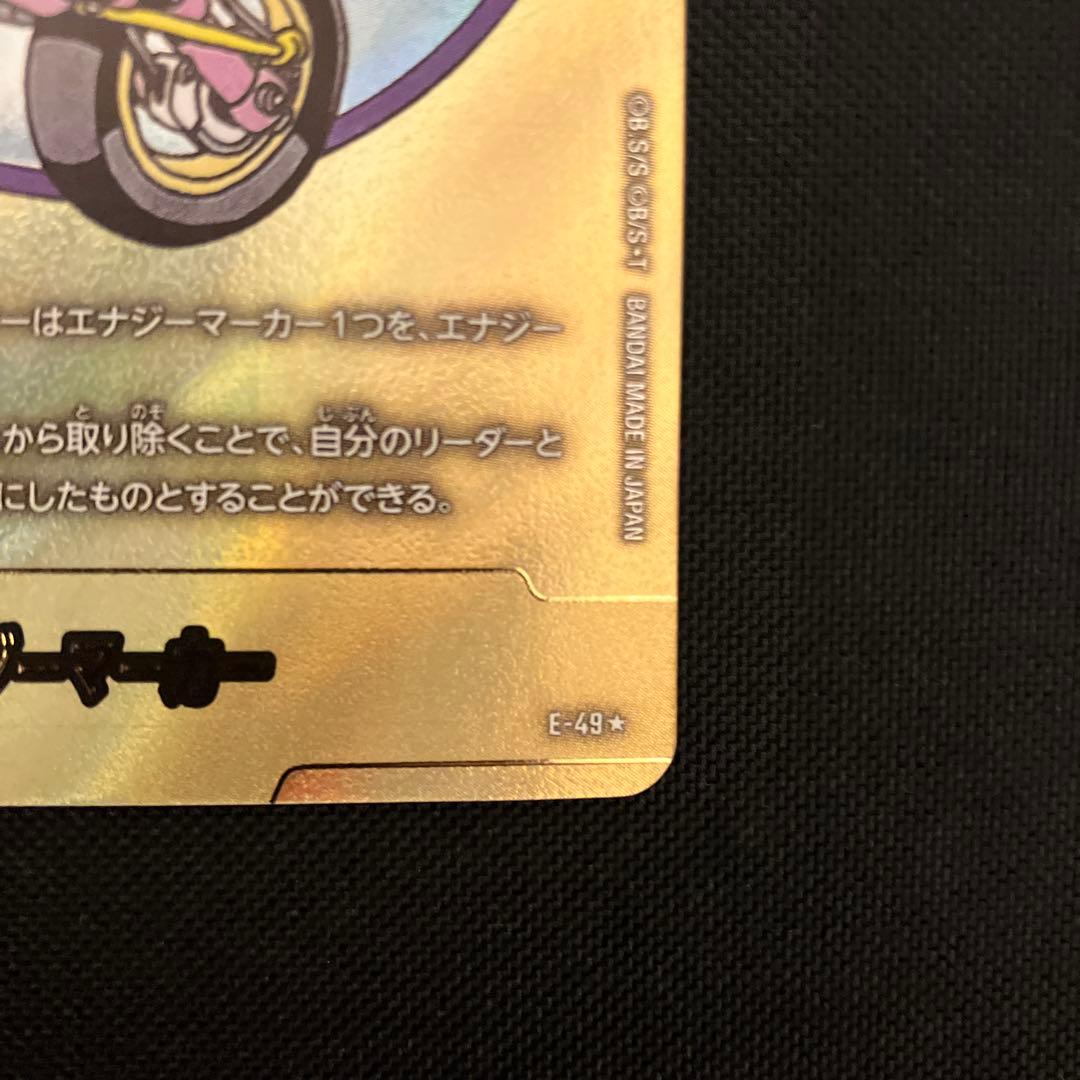 ーはエナジーマーカー1つを、エナジー
から取り除くことで、自分のリーダーと
にしたものとすることができる。
©B.S/S ©B/S・T BANDAI MADE IN JAPAN
E-49★